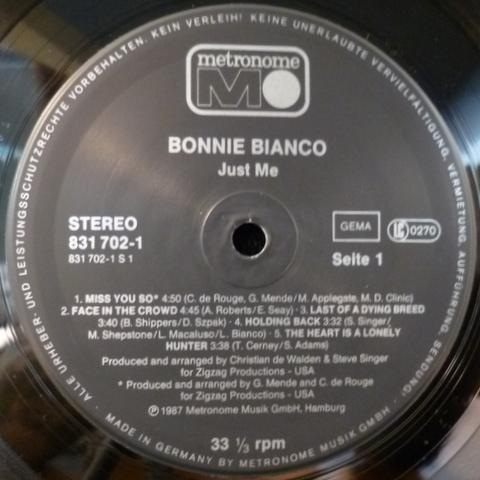 ALLE URHEBER- UND LEISTUNGSSCHUTZRECHTE VORBEHALTEN. KEIN VERLEIH! KEINE UNERLAUBTE VERVIELFÄLTIGUNG, VERMIETUNG, AUFFÜHRUNG, SENDUNG!
metronome
BONNIE BIANCO
Just Me
STEREO
831 702-1
831 702-1 S 1
GEMA
LC 0270
Seite 1
1. MISS YOU SO* 4:50 (C. de Rouge, G. Mende/M. Applegate, M. D. Clinic)
2. FACE IN THE CROWD 4:45 (A. Roberts/E. Seay) · 3. LAST OF A DYING BREED
3:40 (B. Shippers/D. Szpak) · 4. HOLDING BACK 3:32 (S. Singer/
M. Shepstone/L. Macaluso/L. Bianco) · 5. THE HEART IS A LONELY
HUNTER 3:38 (T. Cerney/S. Adams)
Produced and arranged by Christian de Walden & Steve Singer
for Zigzag Productions - USA
* Produced and arranged by G. Mende and C. de Rouge
for Zigzag Productions - USA
Ⓟ 1987 Metronome Musik GmbH, Hamburg
33 ⅓ rpm
· MADE IN GERMANY BY METRONOME MUSIK GMBH ·